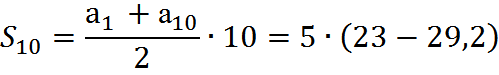 S₁₀ = (a₁ + a₁₀)/2 · 10 = 5 · (23 − 29,2)